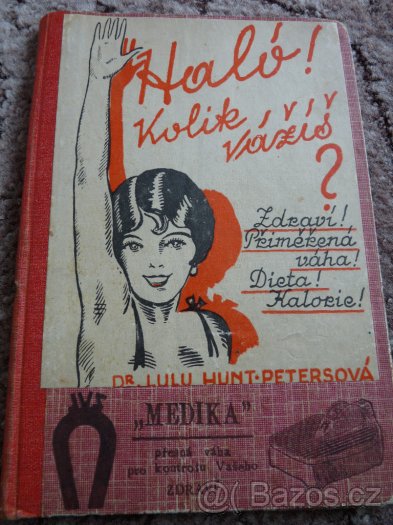 Haló!
Kolik
vážíš
?
Zdraví!
Přiměřená
váha!
Dieta!
Kalorie!
DR. LULU HUNT-PETERSOVÁ
„MEDIKA"
přesná váha
pro kontrolu Vašeho
ZDRA
Bazos.cz